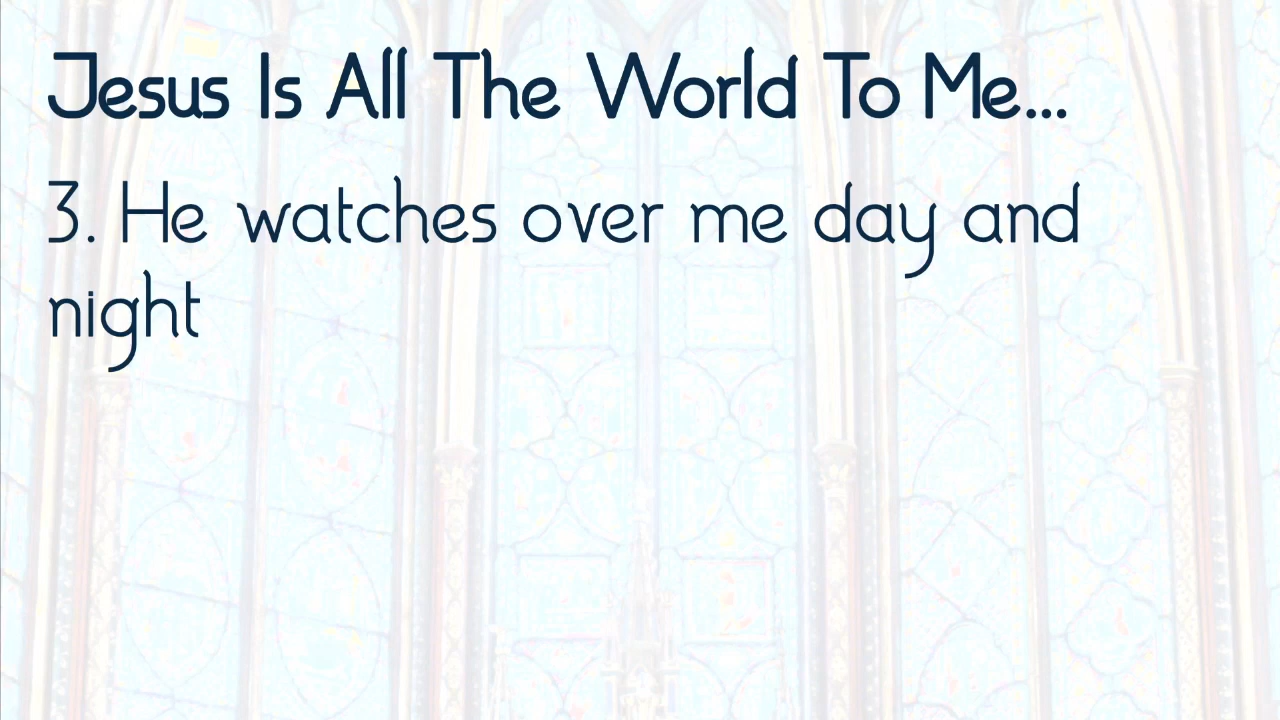 Jesus Is All The World To Me...
3. He watches over me day and
night